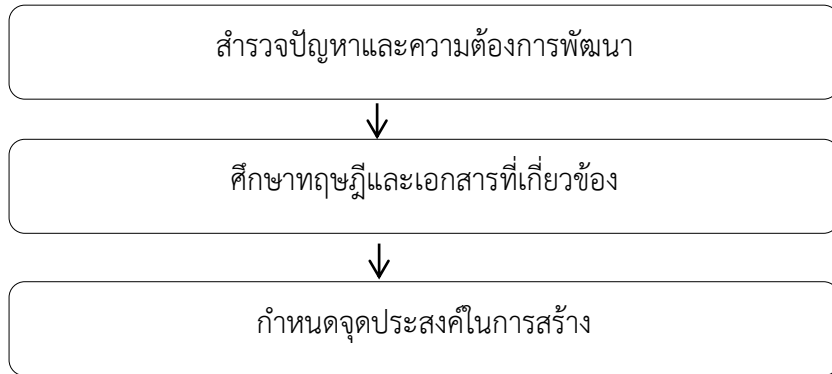 สำรวจปัญหาและความต้องการพัฒนา
ศึกษาทฤษฎีและเอกสารที่เกี่ยวข้อง
กำหนดจุดประสงค์ในการสร้าง